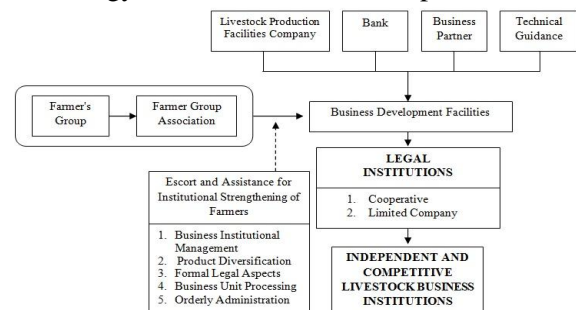 Livestock Production
Facilities Company
Bank
Business
Partner
Technical
Guidance
Farmer's
Group
Farmer Group
Association
Business Development Facilities
LEGAL
INSTITUTIONS
1. Cooperative
2. Limited Company
Escort and Assistance for
Institutional Strengthening of
Farmers
1. Business Institutional
Management
2. Product Diversification
3. Formal Legal Aspects
4. Business Unit Processing
5. Orderly Administration
INDEPENDENT AND
COMPETITIVE
LIVESTOCK BUSINESS
INSTITUTIONS